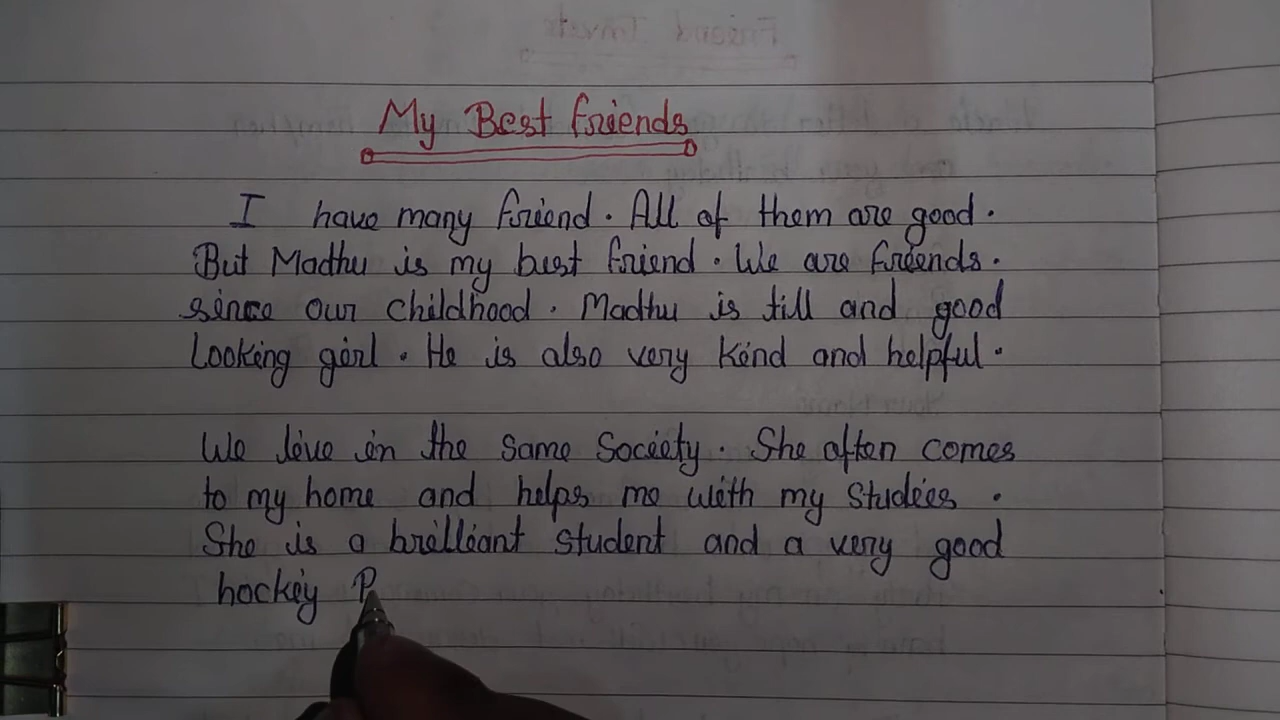 My Best friends
I have many friend. All of them are good.
But Madhu is my best friend. We are friends.
since our childhood. Madhu is till and good
looking girl. He is also very kind and helpful.
We live in the same society. She often comes
to my home and helps me with my studies.
She is a brilliant student and a very good
hockey P